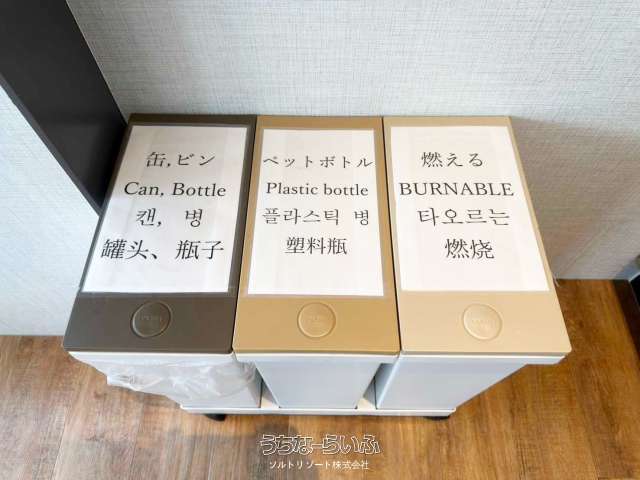 缶,ビン
Can, Bottle
캔, 병
罐头、瓶子
ペットボトル
Plastic bottle
플라스틱 병
塑料瓶
燃える
BURNABLE
타오르는
燃烧
うちなーらいふ
ソルトリゾート株式会社